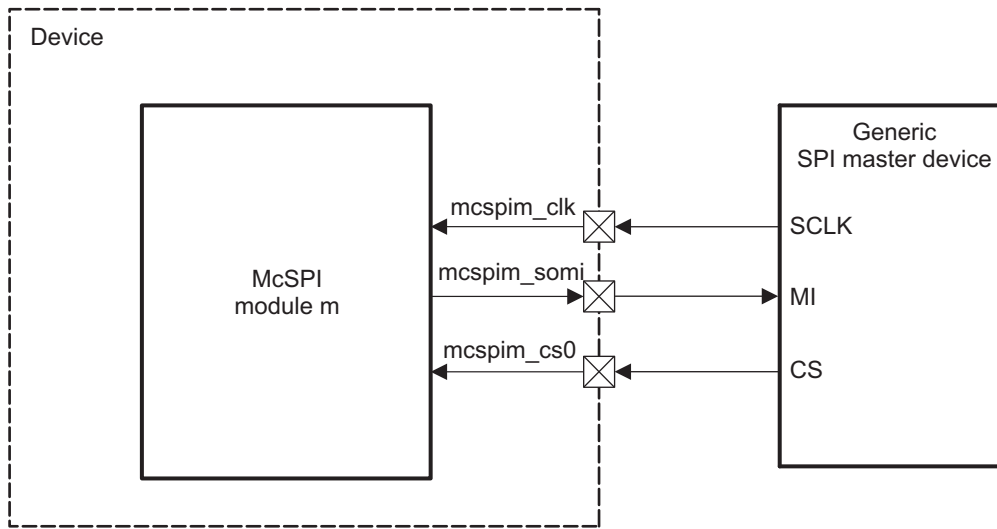 Device
Generic
SPI master device
mcspim_clk
SCLK
McSPI
module m
mcspim_somi
MI
mcspim_cs0
CS